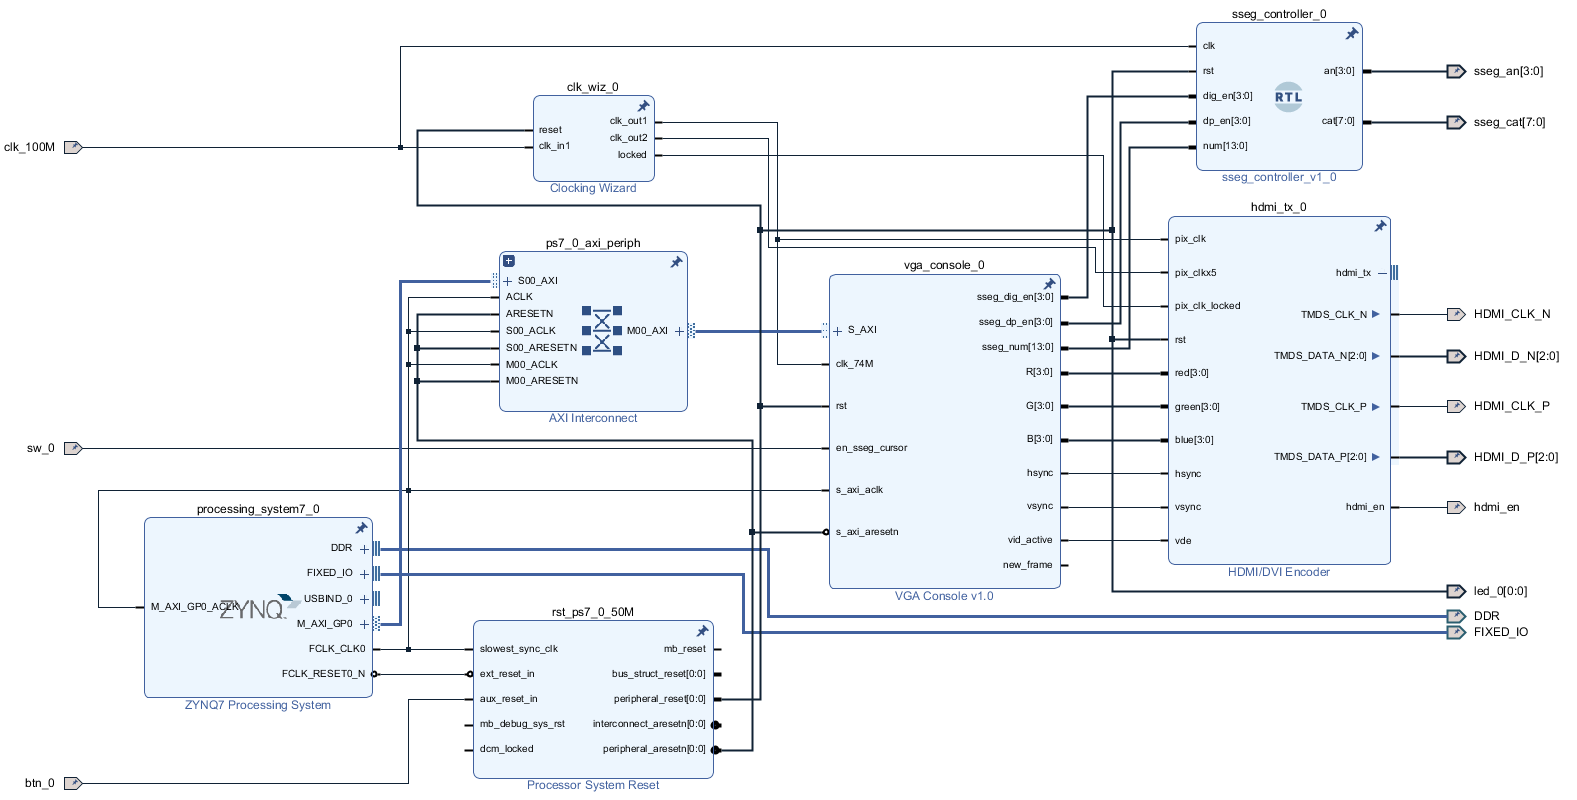 sseg_controller_0
clk
rst
an[3:0]
dig_en[3:0]
dp_en[3:0]
cat[7:0]
num[13:0]
RTL
sseg_controller_v1_0
sseg_an[3:0]
sseg_cat[7:0]
clk_wiz_0
reset
clk_in1
clk_out1
clk_out2
locked
Clocking Wizard
clk_100M
ps7_0_axi_periph
S00_AXI
ACLK
ARESETN
S00_ACLK
S00_ARESETN
M00_ACLK
M00_ARESETN
M00_AXI
AXI Interconnect
vga_console_0
S_AXI
clk_74M
rst
en_sseg_cursor
s_axi_aclk
s_axi_aresetn
sseg_dig_en[3:0]
sseg_dp_en[3:0]
sseg_num[13:0]
R[3:0]
G[3:0]
B[3:0]
hsync
vsync
vid_active
new_frame
VGA Console v1.0
hdmi_tx_0
pix_clk
pix_clkx5
pix_clk_locked
rst
red[3:0]
green[3:0]
blue[3:0]
hsync
vsync
vde
hdmi_tx
TMDS_CLK_N
TMDS_DATA_N[2:0]
TMDS_CLK_P
TMDS_DATA_P[2:0]
hdmi_en
HDMI/DVI Encoder
HDMI_CLK_N
HDMI_D_N[2:0]
HDMI_CLK_P
HDMI_D_P[2:0]
hdmi_en
led_0[0:0]
DDR
FIXED_IO
sw_0
processing_system7_0
M_AXI_GP0_ACLK
ZYNQ
DDR
FIXED_IO
USBIND_0
M_AXI_GP0
FCLK_CLK0
FCLK_RESET0_N
ZYNQ7 Processing System
rst_ps7_0_50M
slowest_sync_clk
ext_reset_in
aux_reset_in
mb_debug_sys_rst
dcm_locked
mb_reset
bus_struct_reset[0:0]
peripheral_reset[0:0]
interconnect_aresetn[0:0]
peripheral_aresetn[0:0]
Processor System Reset
btn_0